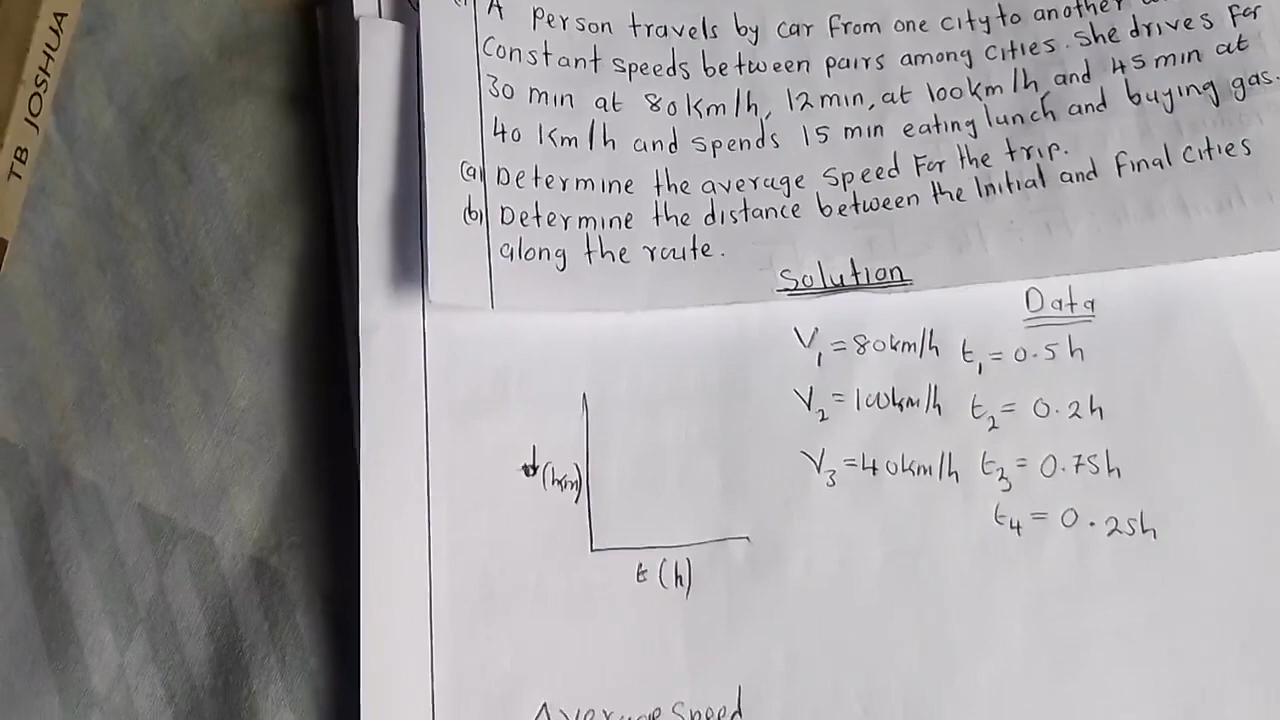 TB JOSHUA
A person travels by car from one city to another
constant speeds between pairs among cities. She drives for
30 min at 80km/h, 12min, at 100km/h, and 45min at
40 km/h and spends 15 min eating lunch and buying gas.
(a) Determine the average speed for the trip.
(b) Determine the distance between the Initial and final cities
along the route.
Solution
Data
V₁ = 80km/h t₁ = 0.5h
V₂ = 100km/h t₂ = 0.2h
V₃ = 40km/h t₃ = 0.75h
t₄ = 0.25h
d (km)
t (h)
Average Speed